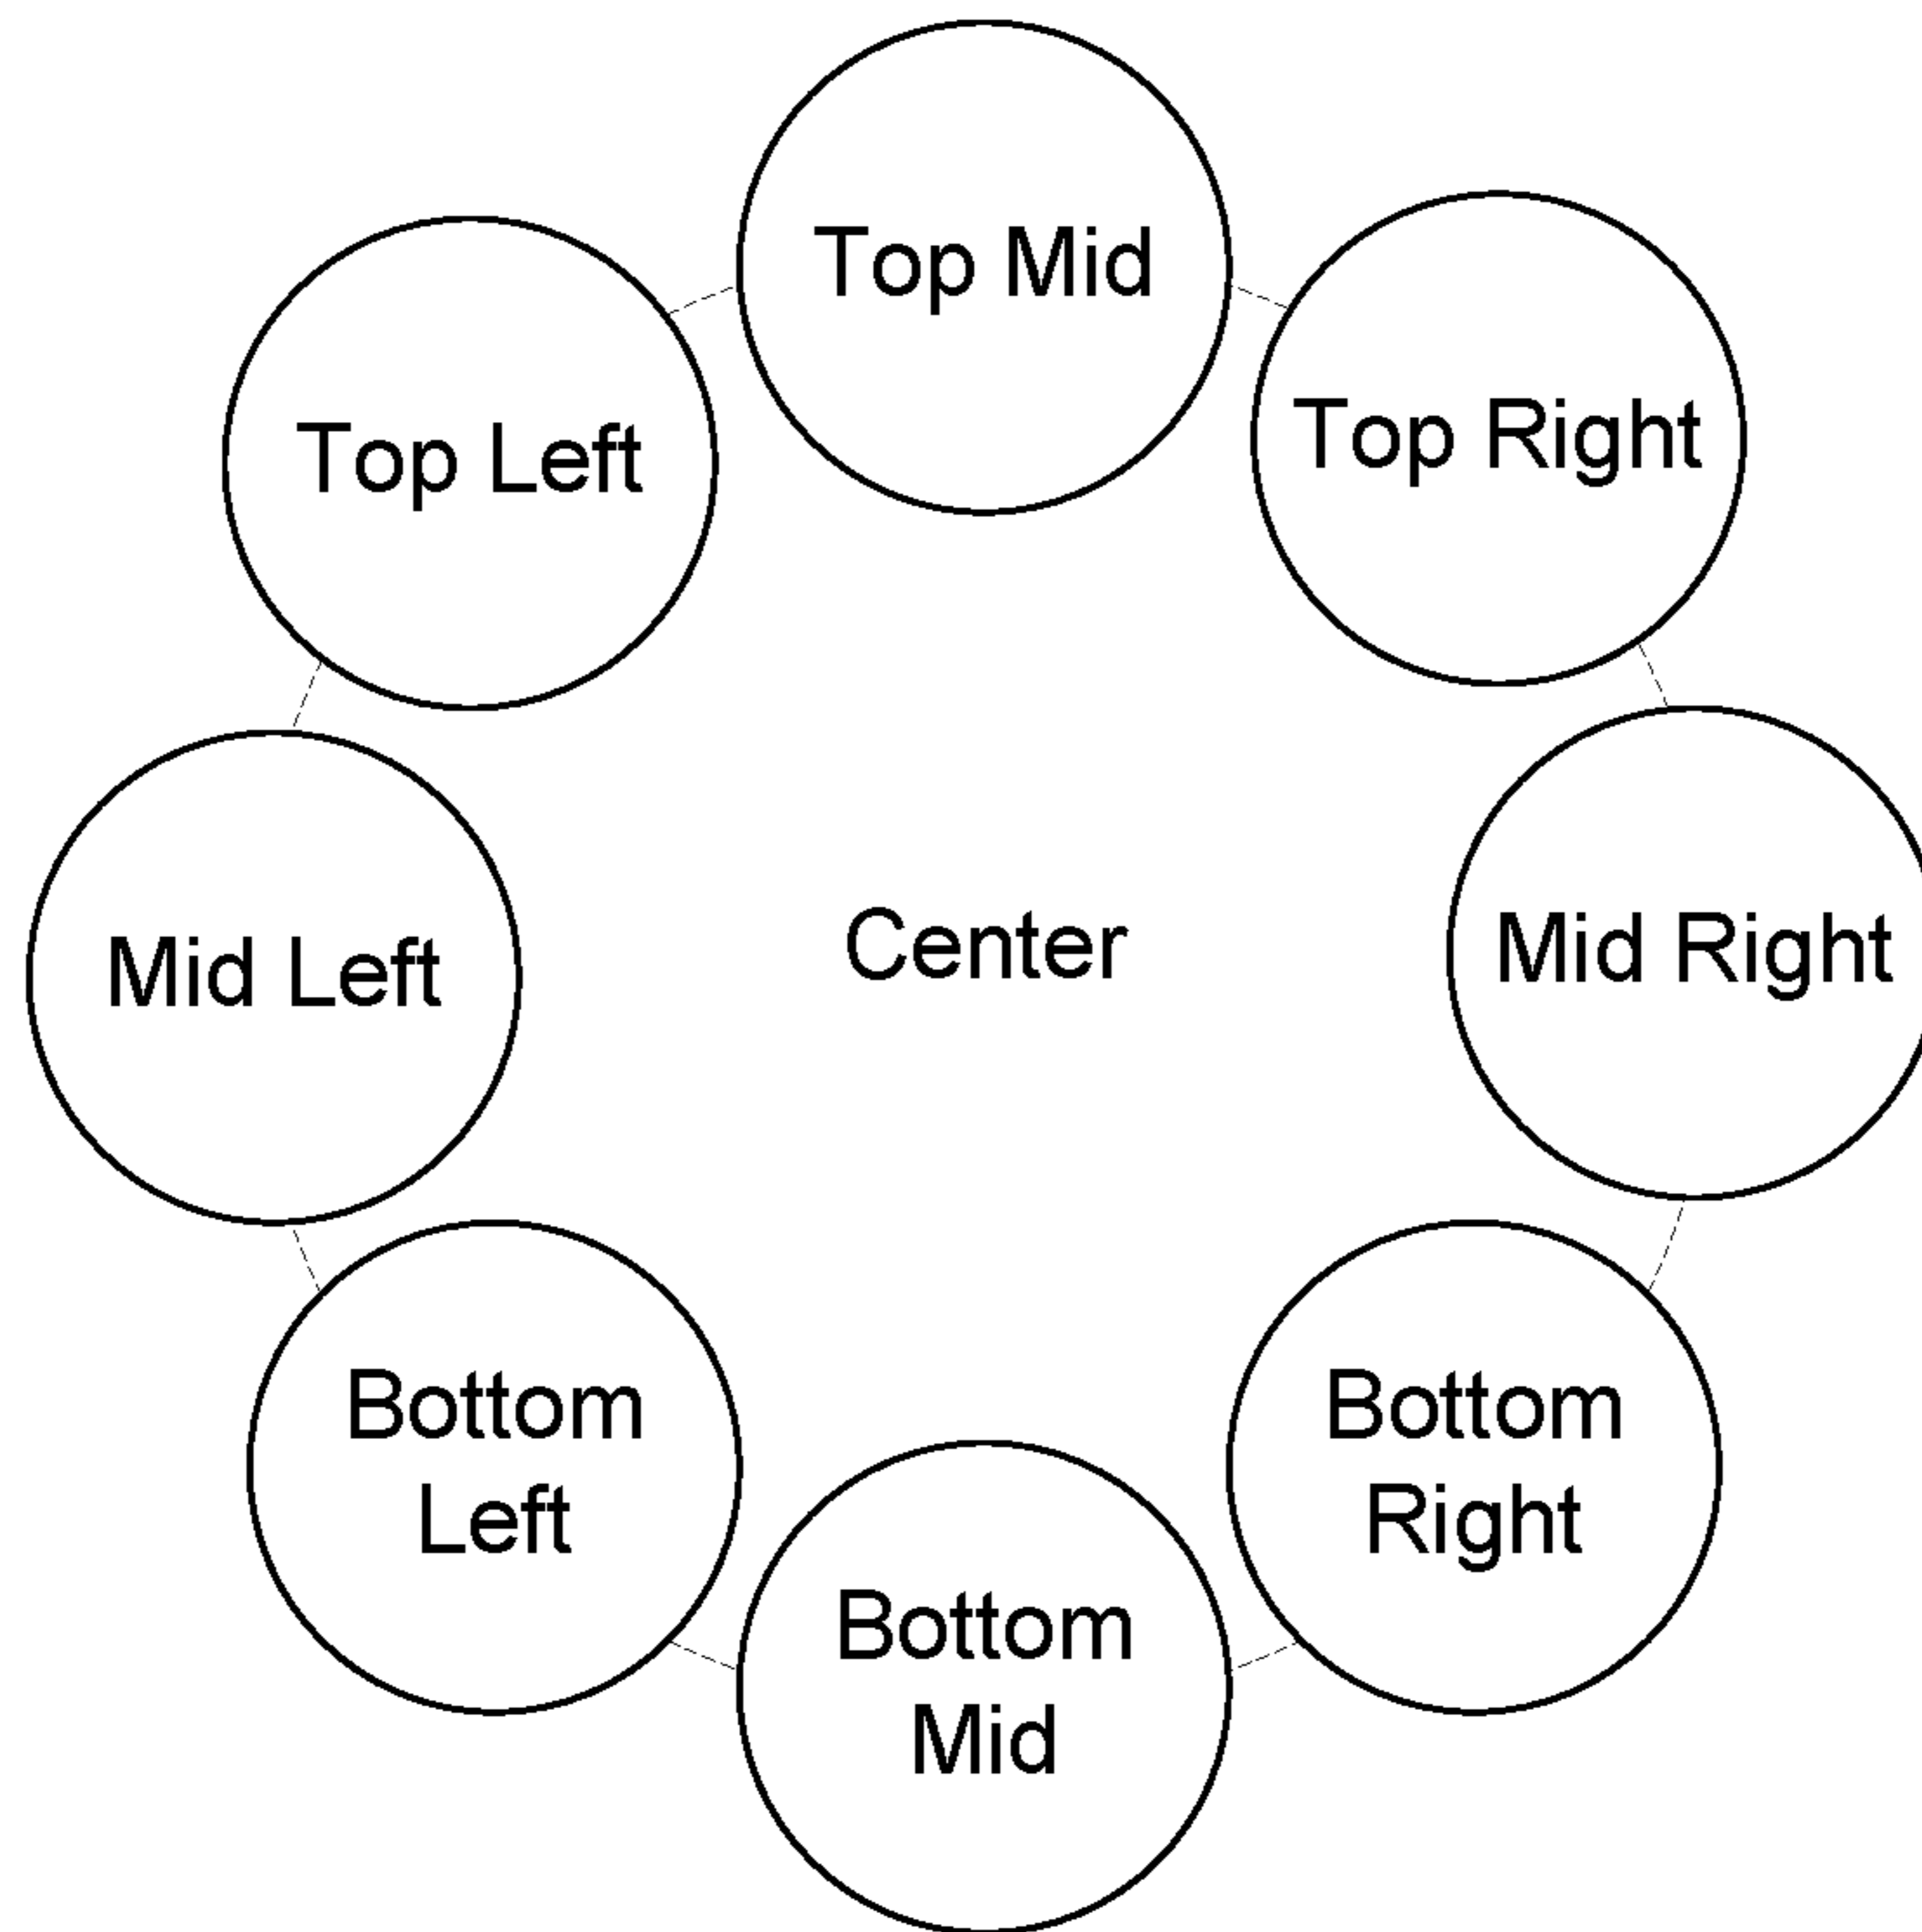 Top Mid
Top Right
Top Left
Mid Left
Center
Mid Right
Bottom
Left
Bottom
Right
Bottom
Mid